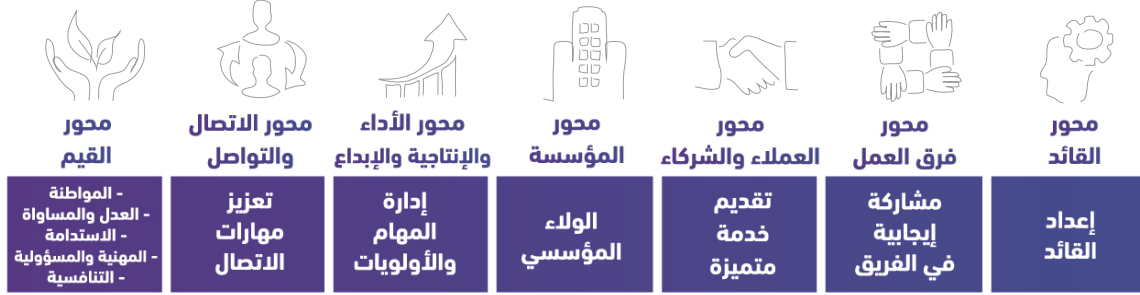 محور
القائد
إعداد
القائد
محور
فرق العمل
مشاركة
إيجابية
في الفريق
محور
العملاء والشركاء
تقديم
خدمة
متميزة
محور
المؤسسة
الولاء
المؤسسي
محور الأداء
والإنتاجية والإبداع
إدارة
المهام
والأولويات
محور الاتصال
والتواصل
تعزيز
مهارات
الاتصال
محور
القيم
- المواطنة
- العدل والمساواة
- الاستدامة
- المهنية والمسؤولية
- التنافسية